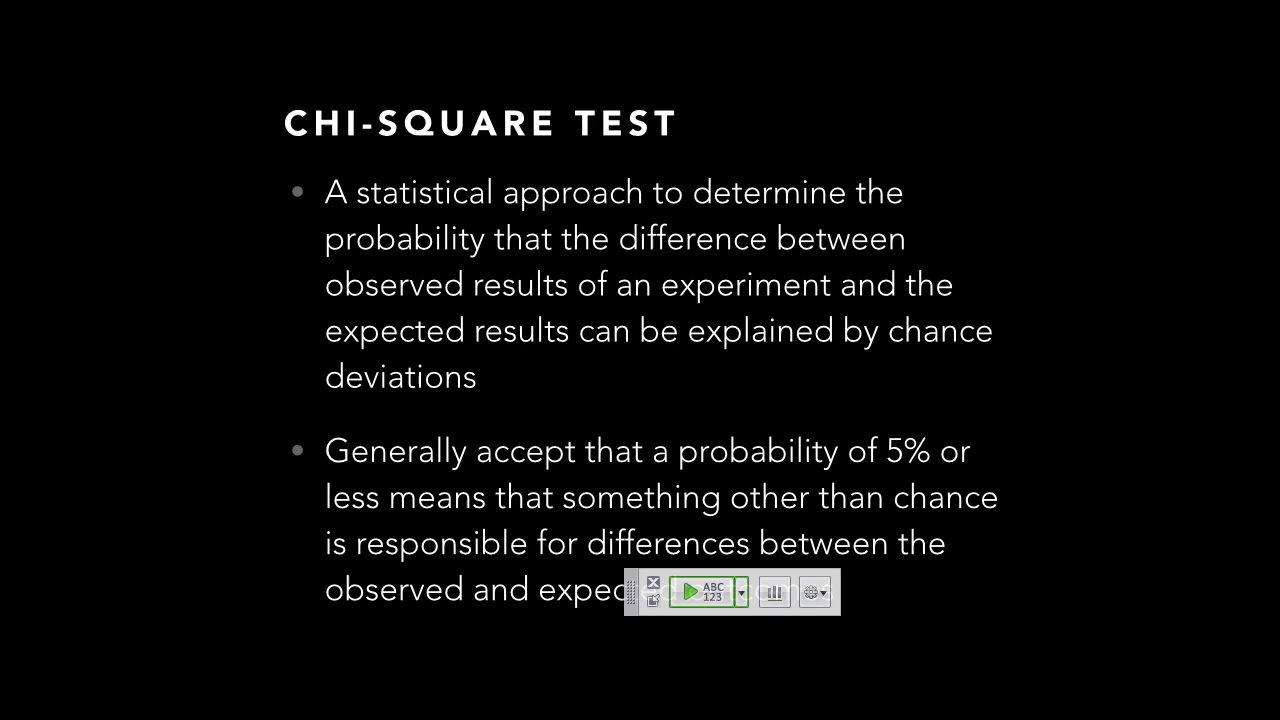 CHI-SQUARE TEST
• A statistical approach to determine the
probability that the difference between
observed results of an experiment and the
expected results can be explained by chance
deviations
• Generally accept that a probability of 5% or
less means that something other than chance
is responsible for differences between the
observed and expected outcomes
ABC
123